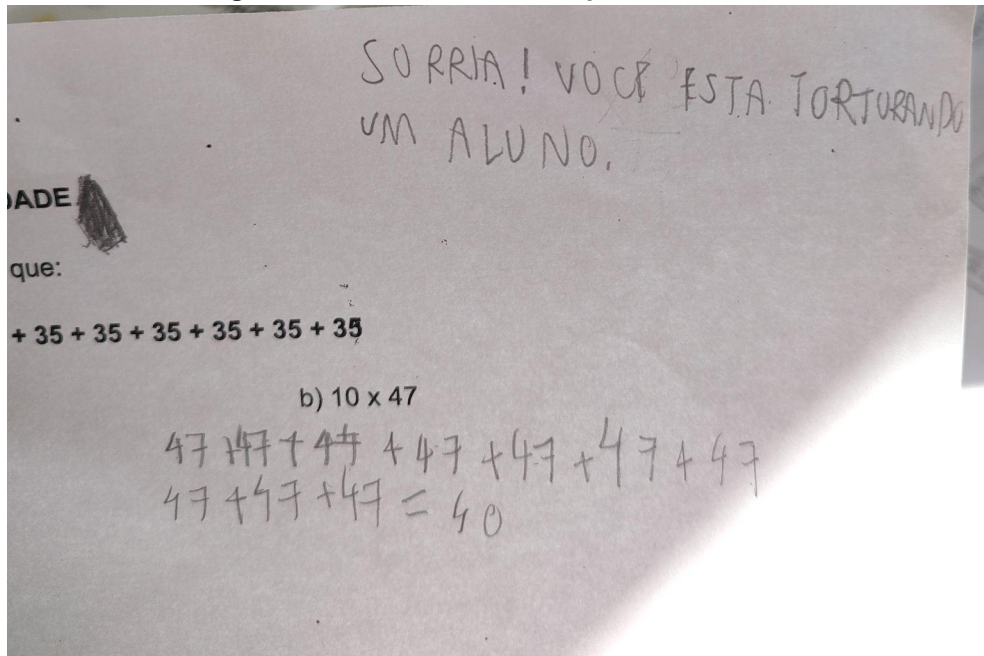 SORRIA! VOCÊ ESTA TORTURANDO
UM ALUNO.
DADE
que:
+ 35 + 35 + 35 + 35 + 35 + 35
b) 10 x 47
47 +47 + 47 + 47 + 47 + 47 + 47
47 + 47 + 47 = 40